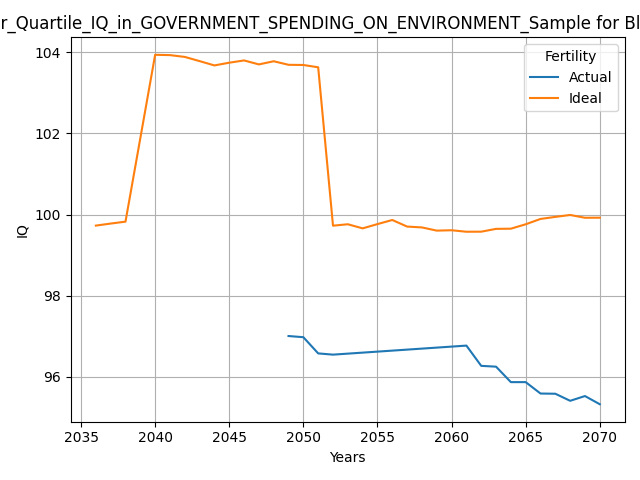 r_Quartile_IQ_in_GOVERNMENT_SPENDING_ON_ENVIRONMENT_Sample for Bl
104
102
100
98
96
IQ
Fertility
Actual
Ideal
2035 2040 2045 2050 2055 2060 2065 2070
Years